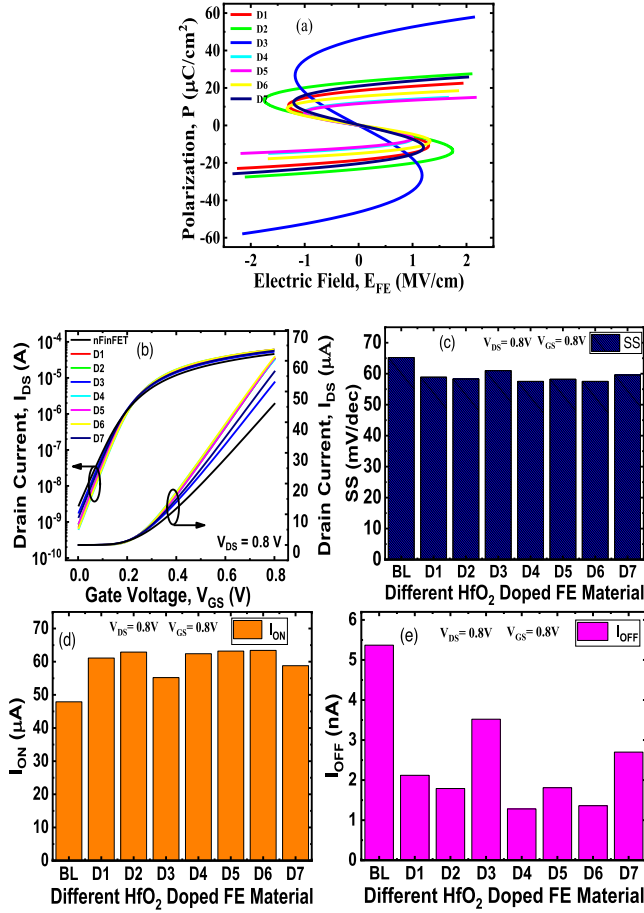 (a)
D1
D2
D3
D4
D5
D6
D7
Polarization, P (μC/cm²)
60
40
20
0
-20
-40
-60
-2 -1 0 1 2
Electric Field, E_FE (MV/cm)
(b)
nFinFET
D1
D2
D3
D4
D5
D6
D7
Drain Current, I_DS (A)
10⁻⁴
10⁻⁵
10⁻⁶
10⁻⁷
10⁻⁸
10⁻⁹
10⁻¹⁰
Drain Current, I_DS (μA)
70
60
50
40
30
20
10
0
V_DS = 0.8 V
0.0 0.2 0.4 0.6 0.8
Gate Voltage, V_GS (V)
(c)
V_DS= 0.8V V_GS= 0.8V
SS
SS (mV/dec)
70
60
50
40
30
20
10
0
BL D1 D2 D3 D4 D5 D6 D7
Different HfO₂ Doped FE Material
(d)
V_DS= 0.8V V_GS= 0.8V
I_ON
I_ON (μA)
70
60
50
40
30
20
10
0
BL D1 D2 D3 D4 D5 D6 D7
Different HfO₂ Doped FE Material
(e)
V_DS= 0.8V V_GS= 0.8V
I_OFF
I_OFF (nA)
6
5
4
3
2
1
0
BL D1 D2 D3 D4 D5 D6 D7
Different HfO₂ Doped FE Material